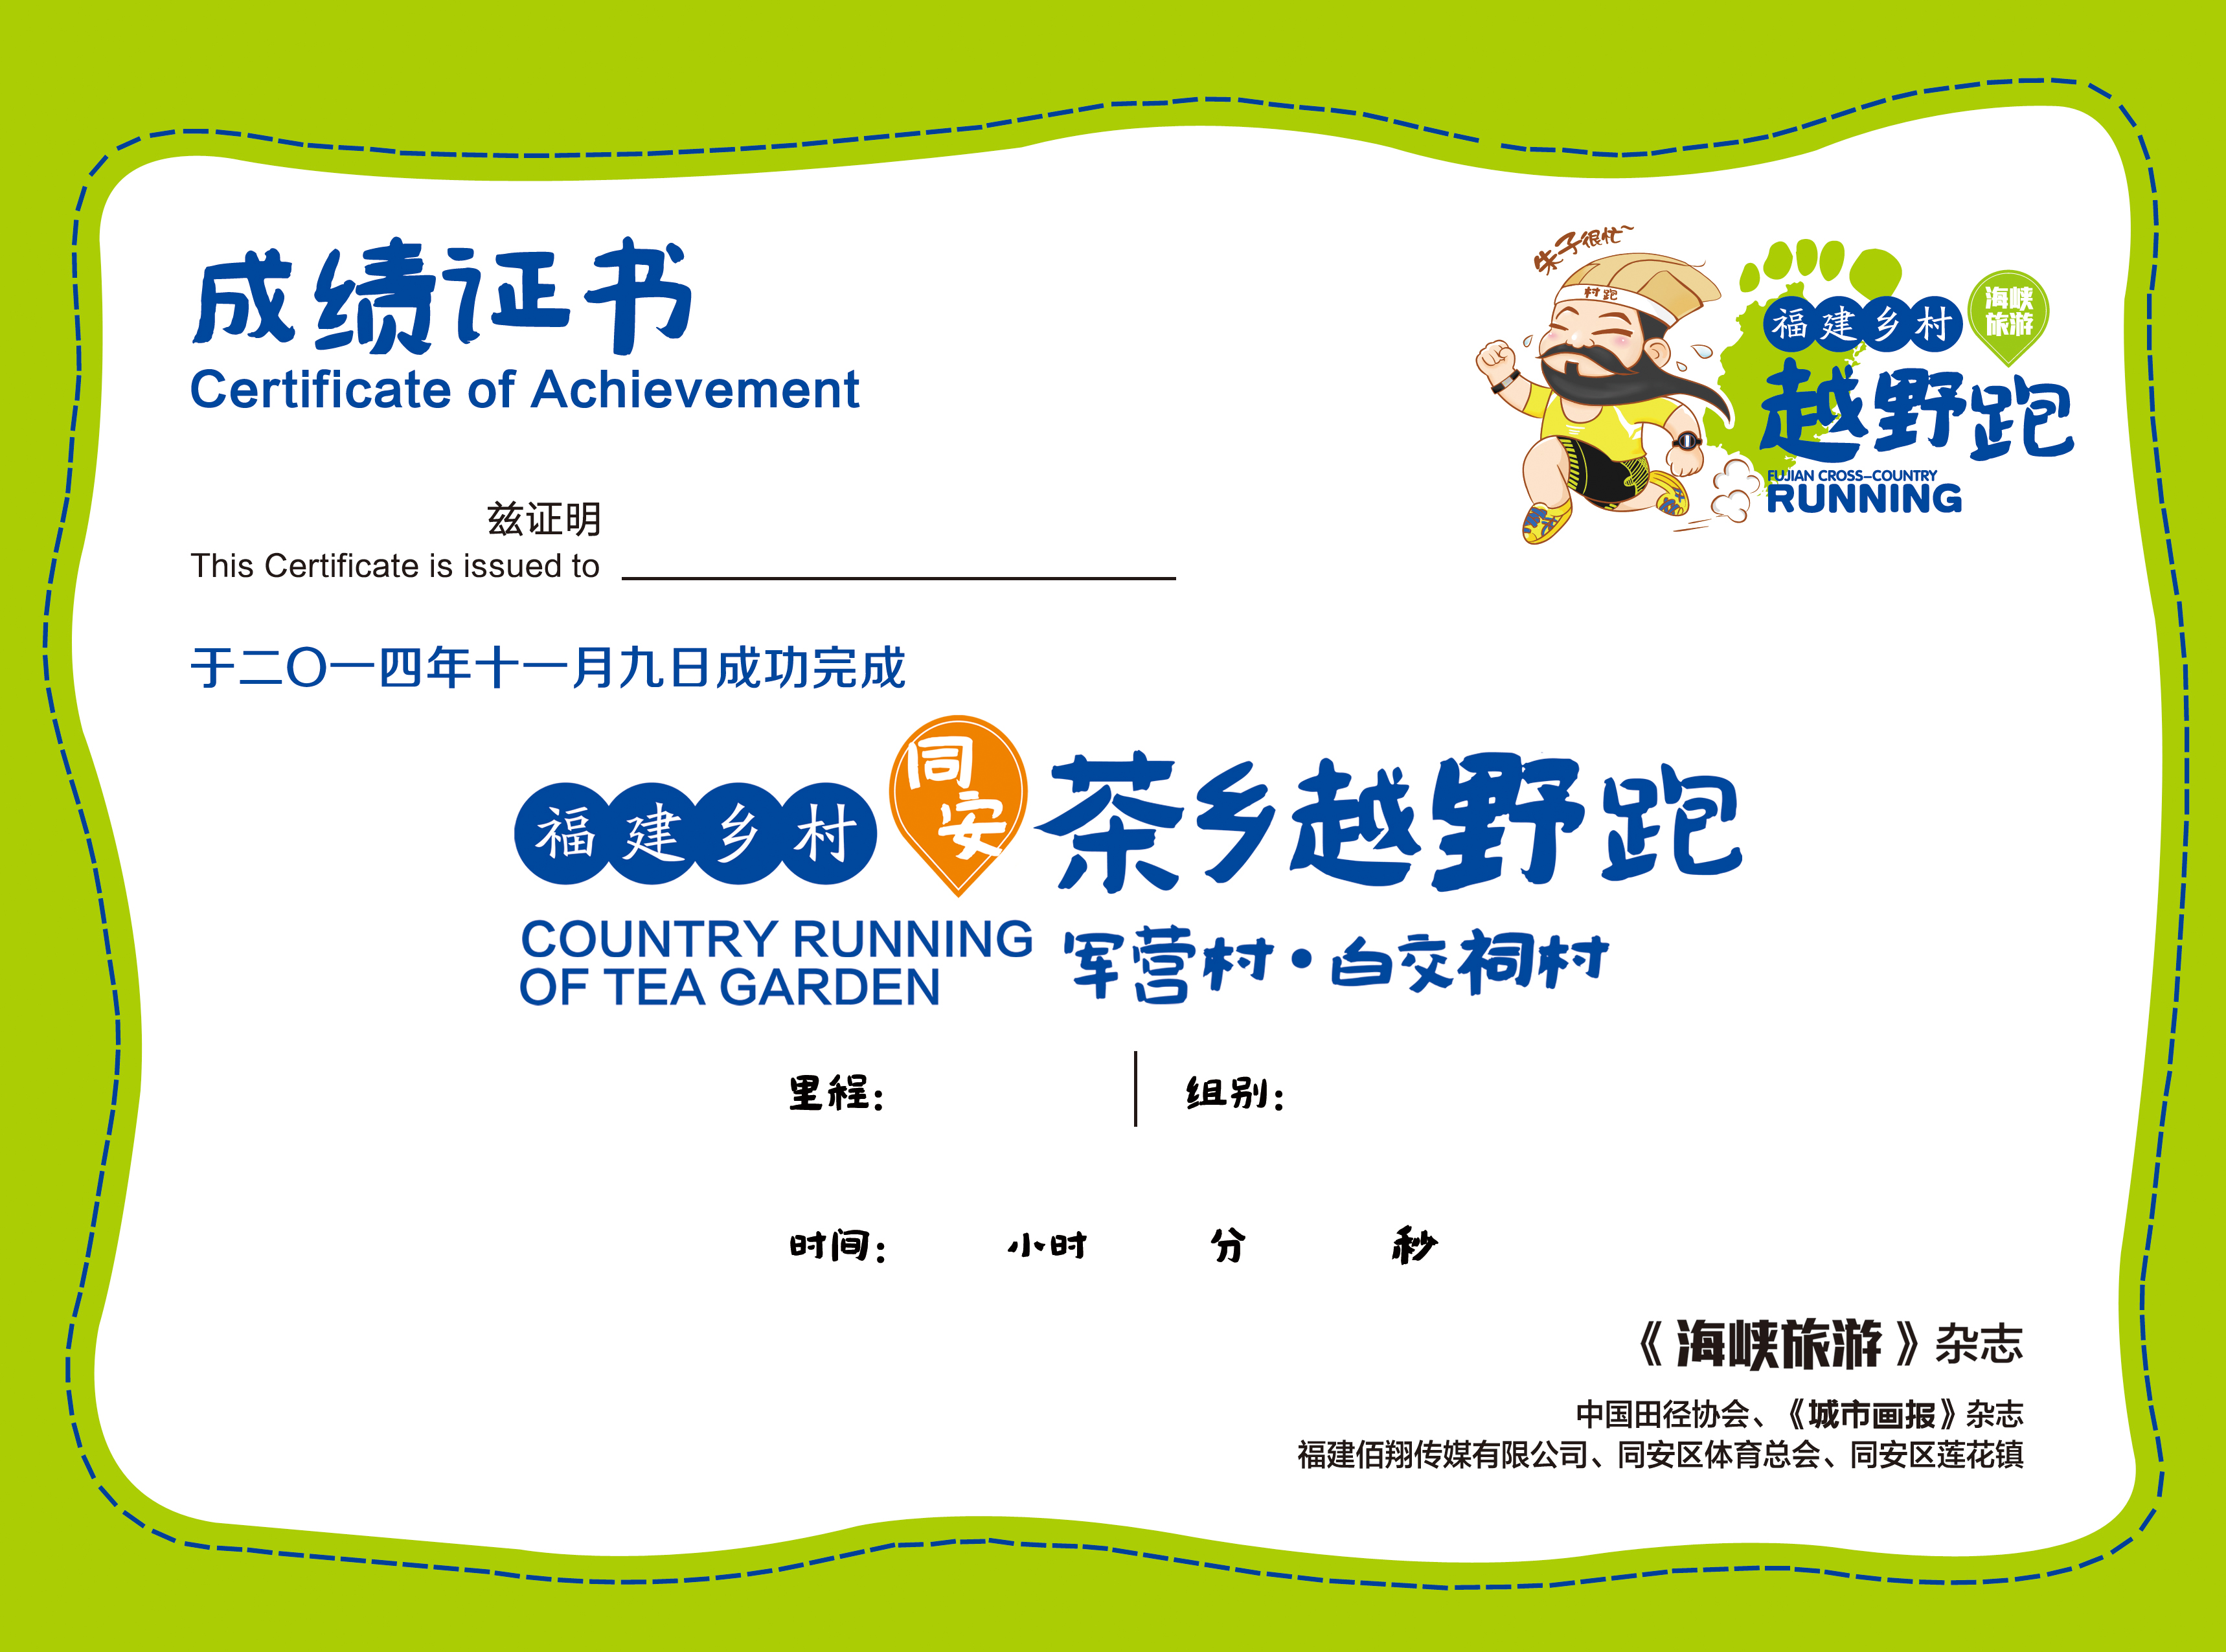 成绩证书
Certificate of Achievement
朱子很忙~
村跑
福建乡村
海峡
旅游
越野跑
FUJIAN CROSS-COUNTRY
RUNNING
兹证明
This Certificate is issued to
于二〇一四年十一月九日成功完成
福建乡村 同安 茶乡越野跑
COUNTRY RUNNING
OF TEA GARDEN
军营村·白交祠村
里程： 组别：
时间： 小时 分 秒
《海峡旅游》杂志
中国田径协会、《城市画报》杂志
福建佰翔传媒有限公司、同安区体育总会、同安区莲花镇